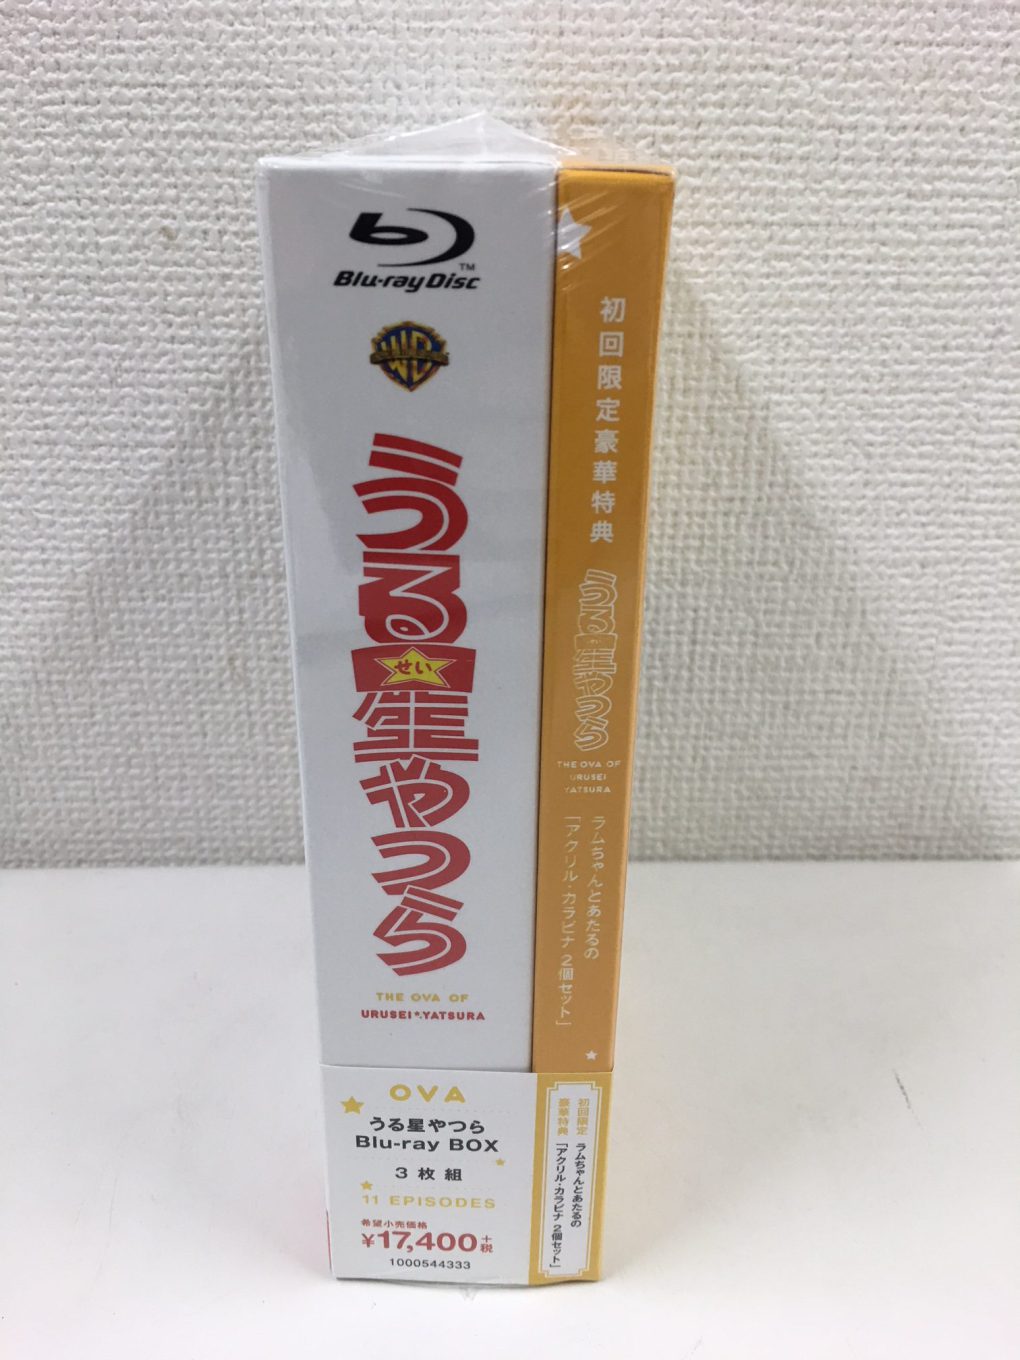 Blu-ray Disc
TM
WB
うる星やつら
せい
THE OVA OF
URUSEI★YATSURA
OVA
うる星やつら
Blu-ray BOX
3枚組
11 EPISODES
希望小売価格
¥17,400+税
1000544333
初回限定豪華特典
うる星やつら
THE OVA OF
URUSEI
YATSURA
ラムちゃんとあたるの
「アクリル・カラビナ 2個セット」
初回限定
豪華特典
ラムちゃんとあたるの
「アクリル・カラビナ 2個セット」